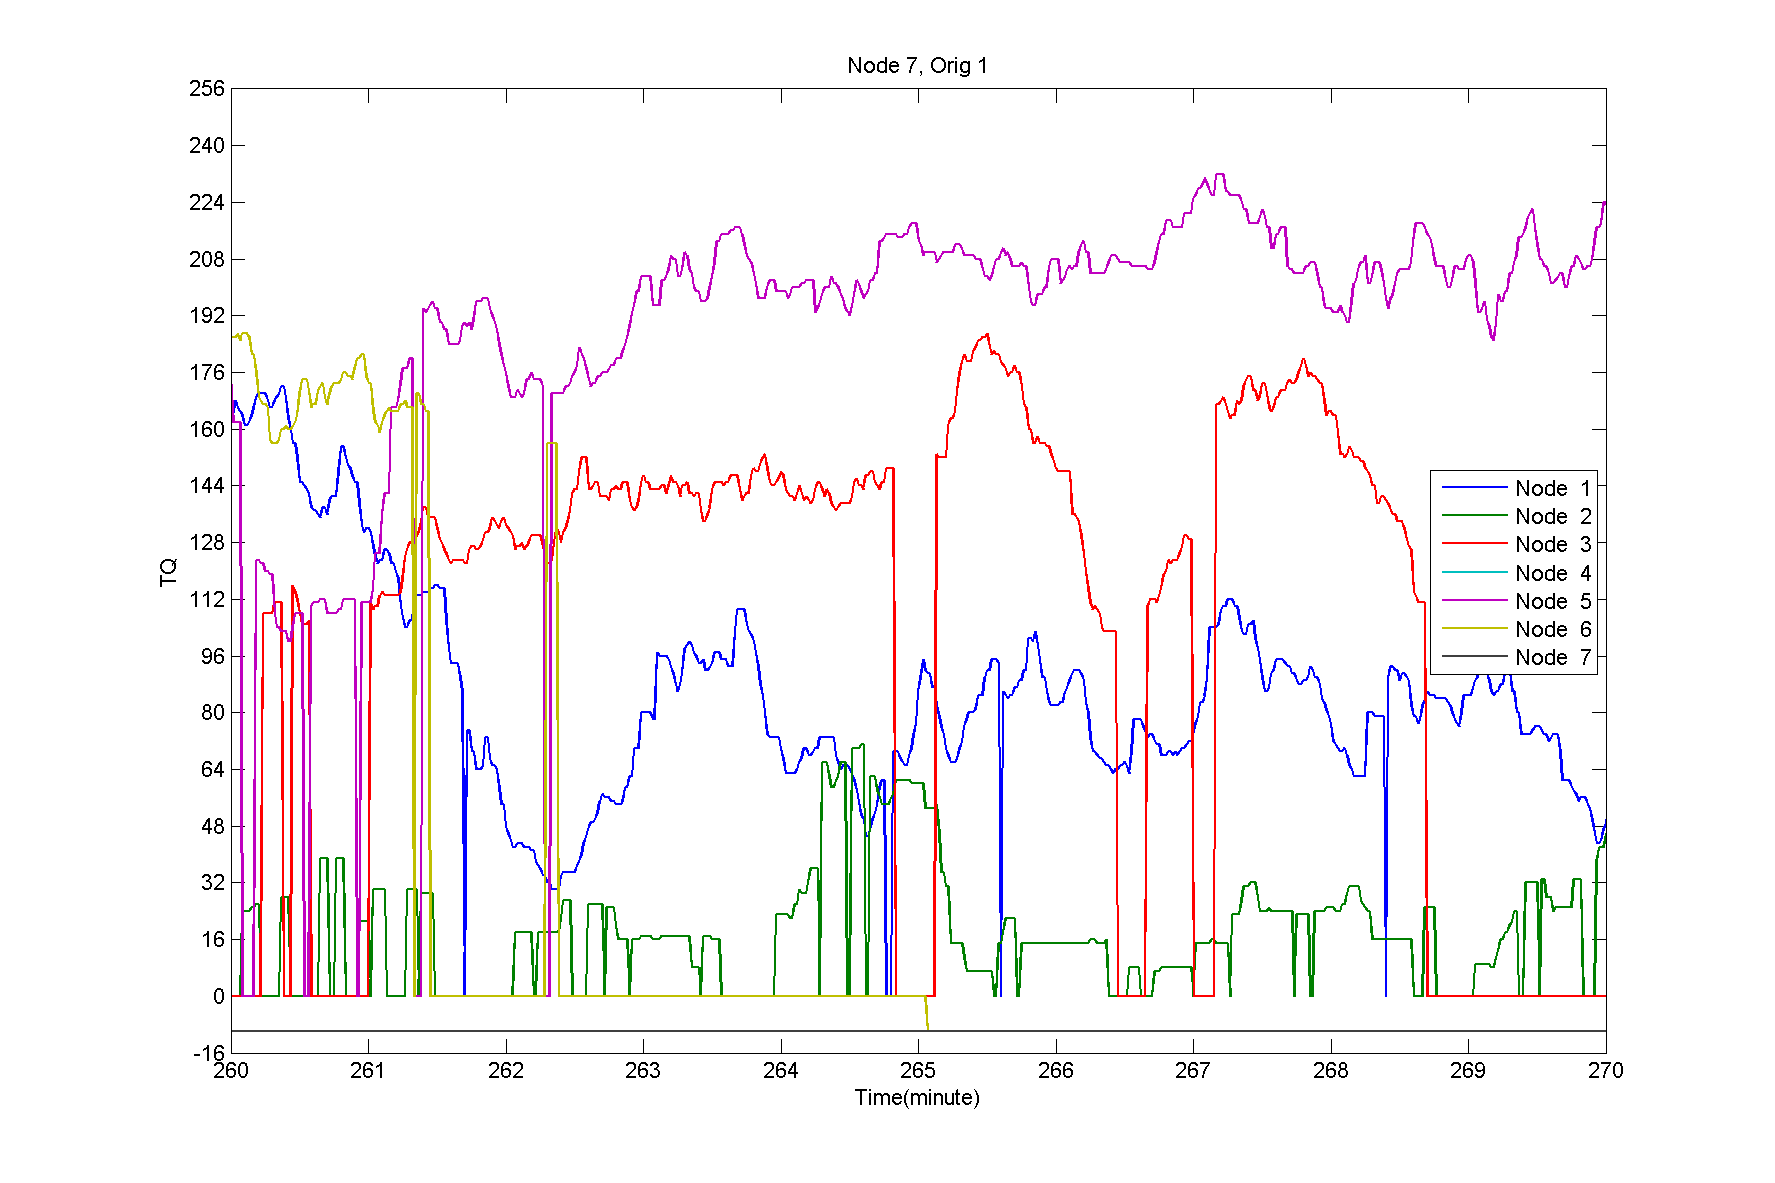 Node 7, Orig 1
256
240
224
208
192
176
160
144
128
112
96
80
64
48
32
16
0
-16
TQ
Node 1
Node 2
Node 3
Node 4
Node 5
Node 6
Node 7
260 261 262 263 264 265 266 267 268 269 270
Time(minute)